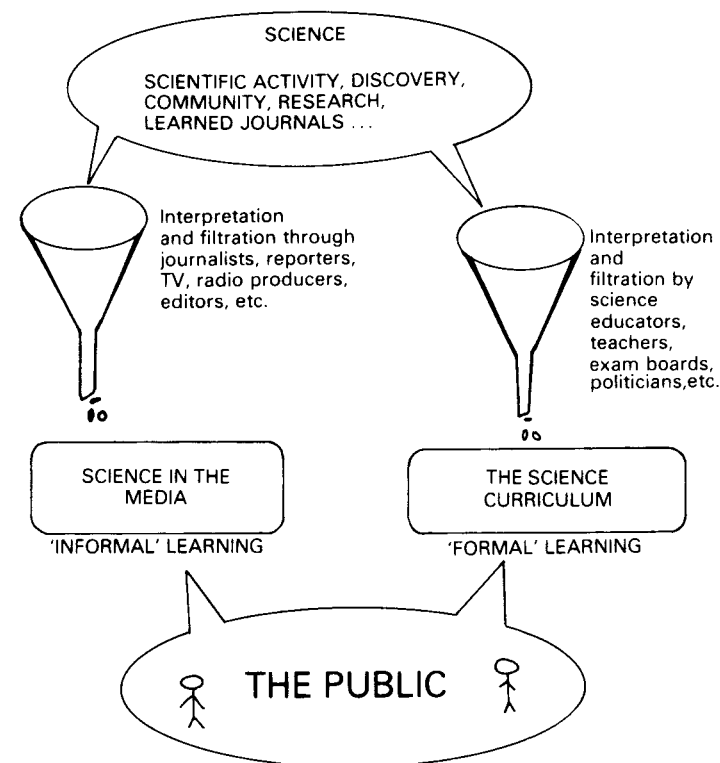 SCIENCE
SCIENTIFIC ACTIVITY, DISCOVERY,
COMMUNITY, RESEARCH,
LEARNED JOURNALS ...
Interpretation
and filtration through
journalists, reporters,
TV, radio producers,
editors, etc.
Interpretation
and
filtration by
science
educators,
teachers,
exam boards,
politicians,etc.
SCIENCE IN THE
MEDIA
'INFORMAL' LEARNING
THE SCIENCE
CURRICULUM
'FORMAL' LEARNING
THE PUBLIC